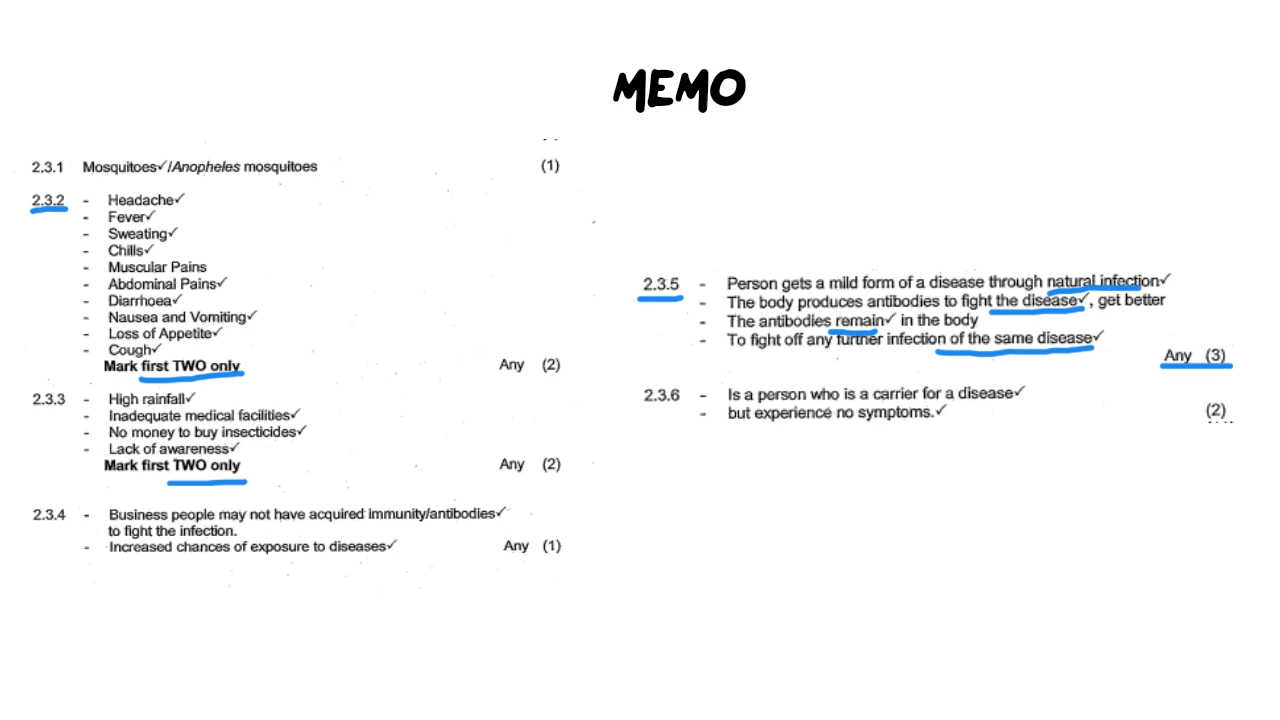 MEMO
2.3.1 Mosquitoes✓/Anopheles mosquitoes (1)
2.3.2 - Headache✓
- Fever✓
- Sweating✓
- Chills✓
- Muscular Pains
- Abdominal Pains✓
- Diarrhoea✓
- Nausea and Vomiting✓
- Loss of Appetite✓
- Cough✓
Mark first TWO only Any (2)
2.3.3 - High rainfall✓
- Inadequate medical facilities✓
- No money to buy insecticides✓
- Lack of awareness✓
Mark first TWO only Any (2)
2.3.4 - Business people may not have acquired immunity/antibodies✓
to fight the infection.
- Increased chances of exposure to diseases✓ Any (1)
2.3.5 - Person gets a mild form of a disease through natural infection✓
- The body produces antibodies to fight the disease✓, get better
- The antibodies remain✓ in the body
- To fight off any further infection of the same disease✓
Any (3)
2.3.6 - Is a person who is a carrier for a disease✓
- but experience no symptoms.✓ (2)